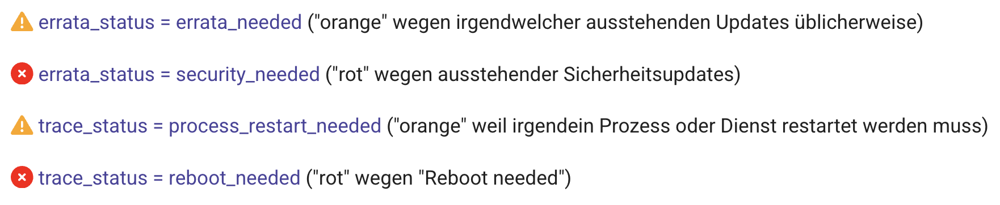 errata_status = errata_needed ("orange" wegen irgendwelcher ausstehenden Updates üblicherweise)
errata_status = security_needed ("rot" wegen ausstehender Sicherheitsupdates)
trace_status = process_restart_needed ("orange" weil irgendein Prozess oder Dienst restartet werden muss)
trace_status = reboot_needed ("rot" wegen "Reboot needed")